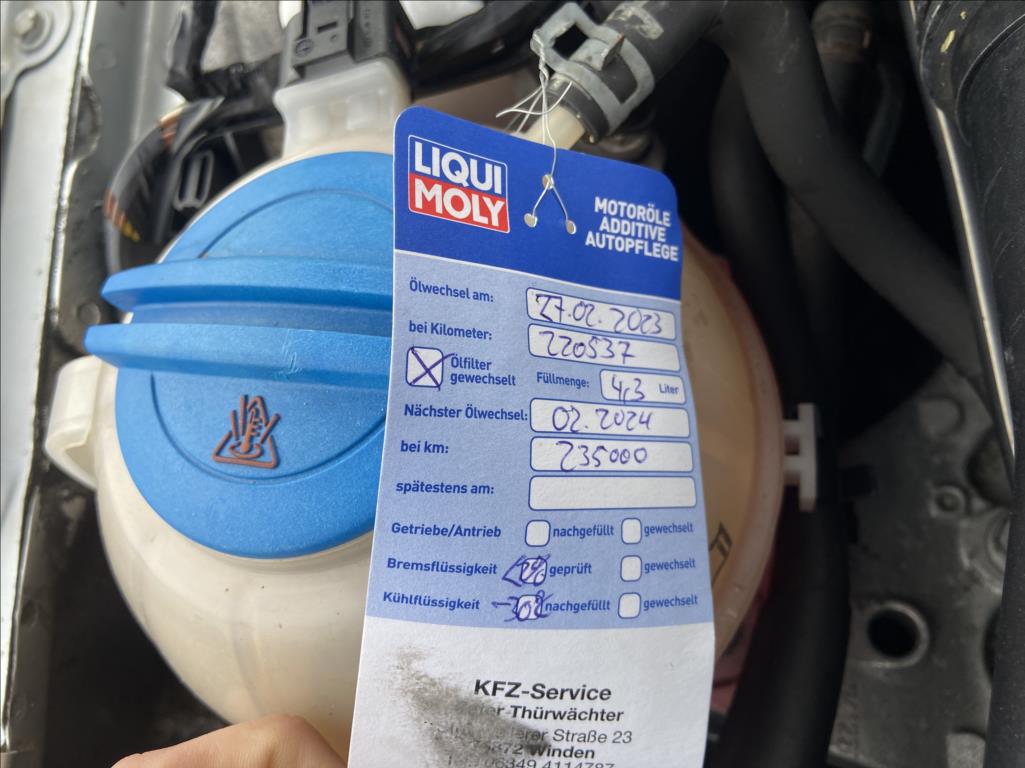 LIQUI
MOLY
MOTORÖLE
ADDITIVE
AUTOPFLEGE
Ölwechsel am: 27.02.2023
bei Kilometer: 220537
Ölfilter
gewechselt
Füllmenge: 4,3 Liter
Nächster Ölwechsel: 02.2024
bei km: 235000
spätestens am:
Getriebe/Antrieb nachgefüllt gewechselt
Bremsflüssigkeit geprüft gewechselt
Kühlflüssigkeit nachgefüllt gewechselt
KFZ-Service
Thürwächter
Straße 23
Winden
06349 4114787